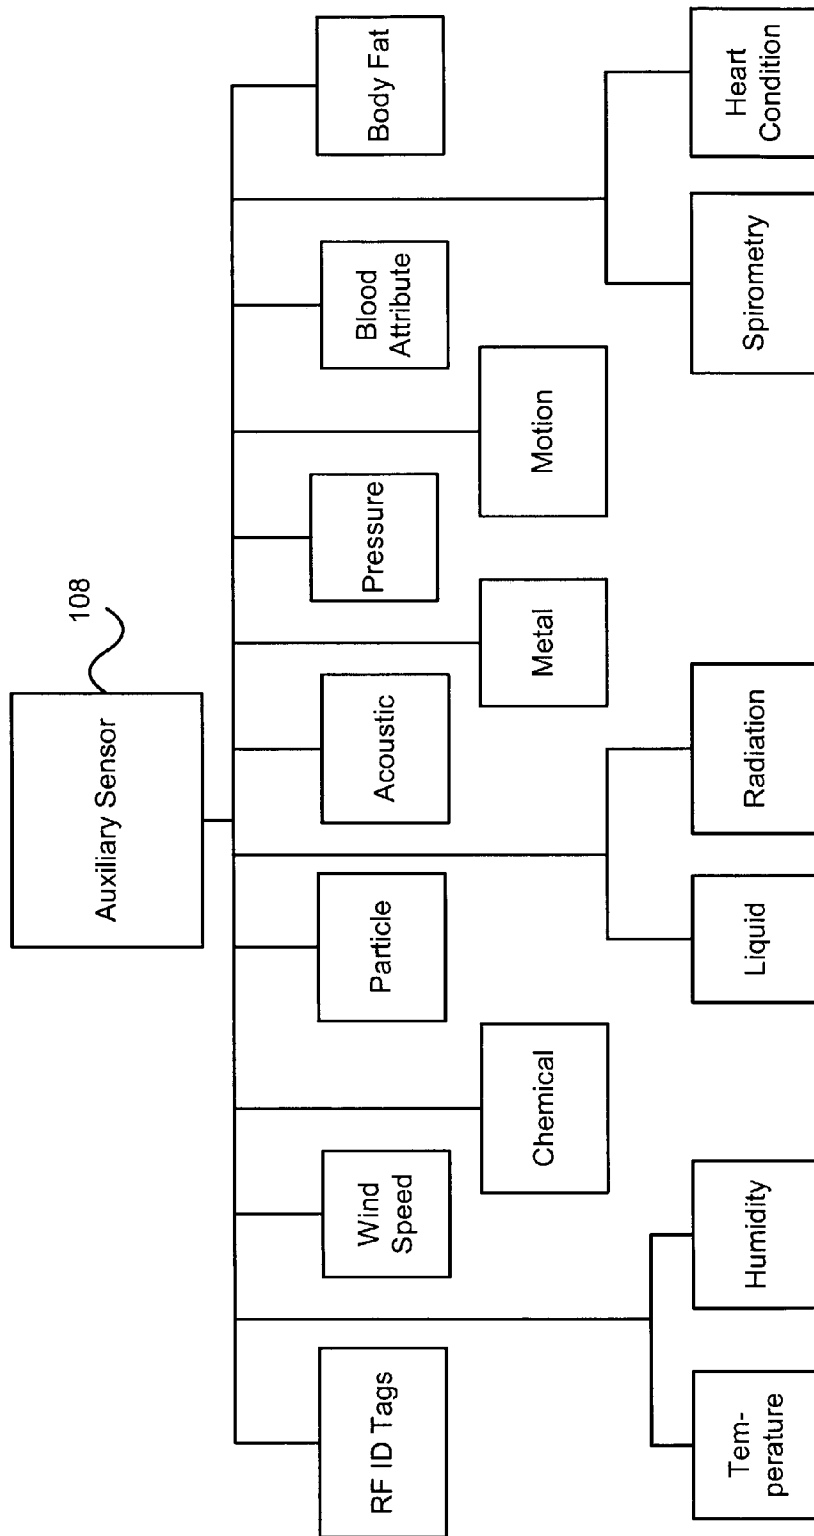 108
Auxiliary Sensor
RF ID Tags
Wind
Speed
Particle
Acoustic
Pressure
Blood
Attribute
Body Fat
Chemical
Metal
Motion
Tem-
perature
Humidity
Liquid
Radiation
Spirometry
Heart
Condition